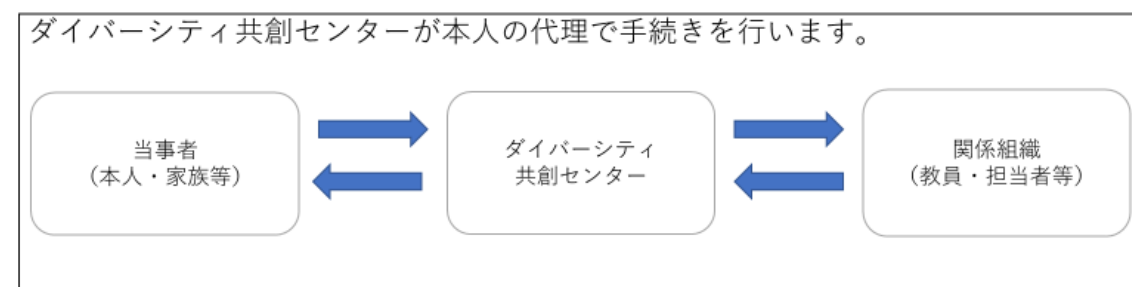 ダイバーシティ共創センターが本人の代理で手続きを行います。
当事者
（本人・家族等）
ダイバーシティ
共創センター
関係組織
（教員・担当者等）